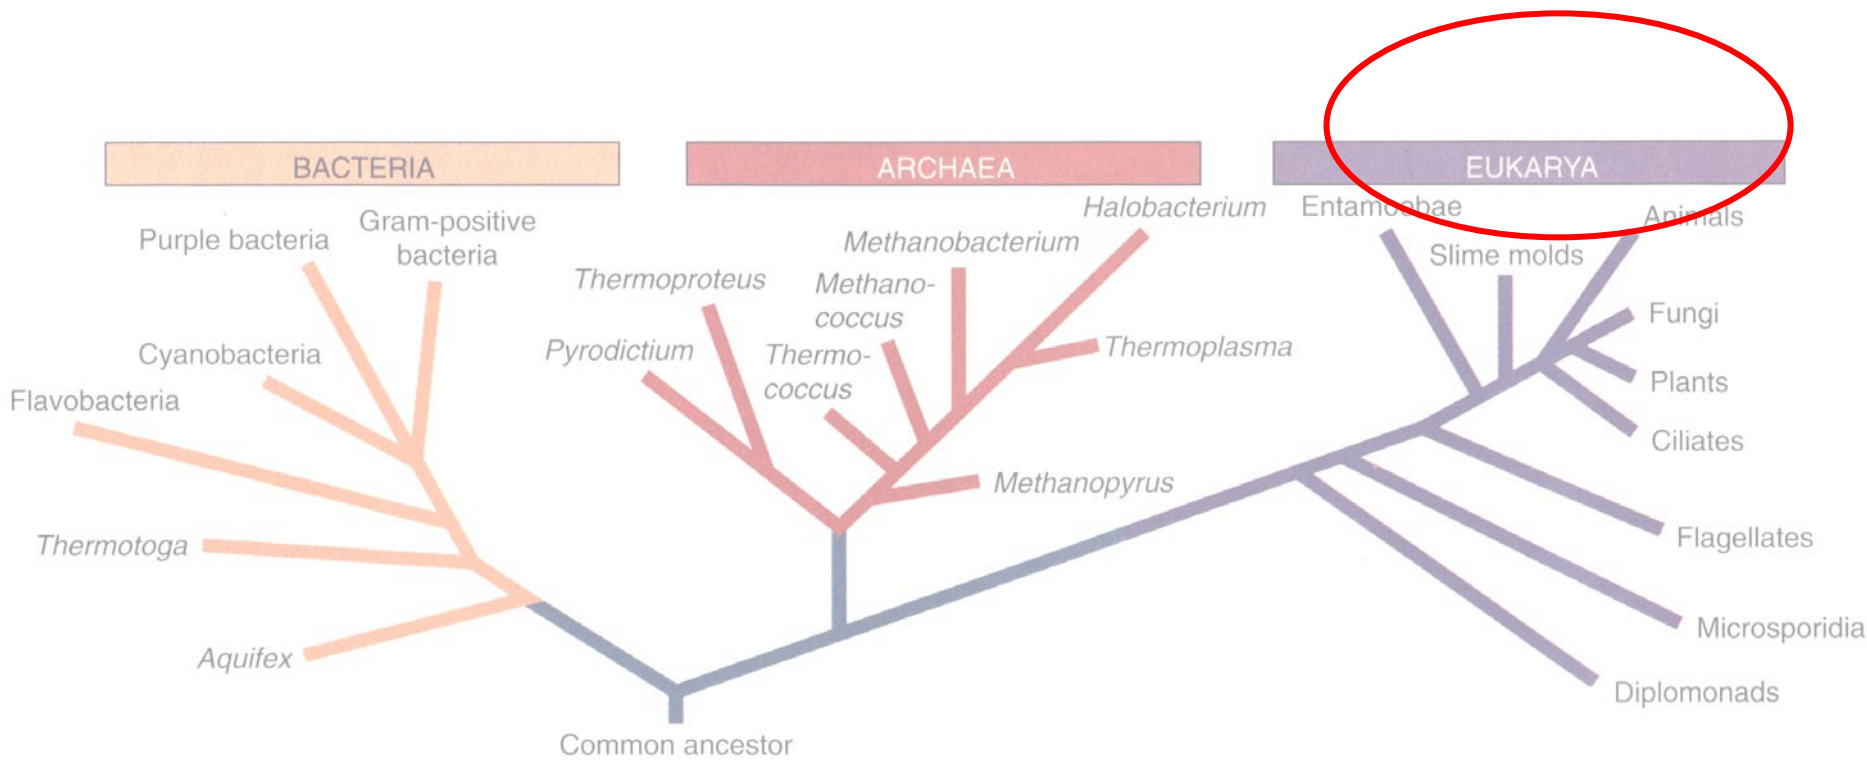 BACTERIA
ARCHAEA
EUKARYA
Purple bacteria
Gram-positive
bacteria
Cyanobacteria
Flavobacteria
Thermotoga
Aquifex
Thermoproteus
Pyrodictium
Methano-
coccus
Thermo-
coccus
Methanobacterium
Halobacterium
Thermoplasma
Methanopyrus
Entamoebae
Slime molds
Animals
Fungi
Plants
Ciliates
Flagellates
Microsporidia
Diplomonads
Common ancestor